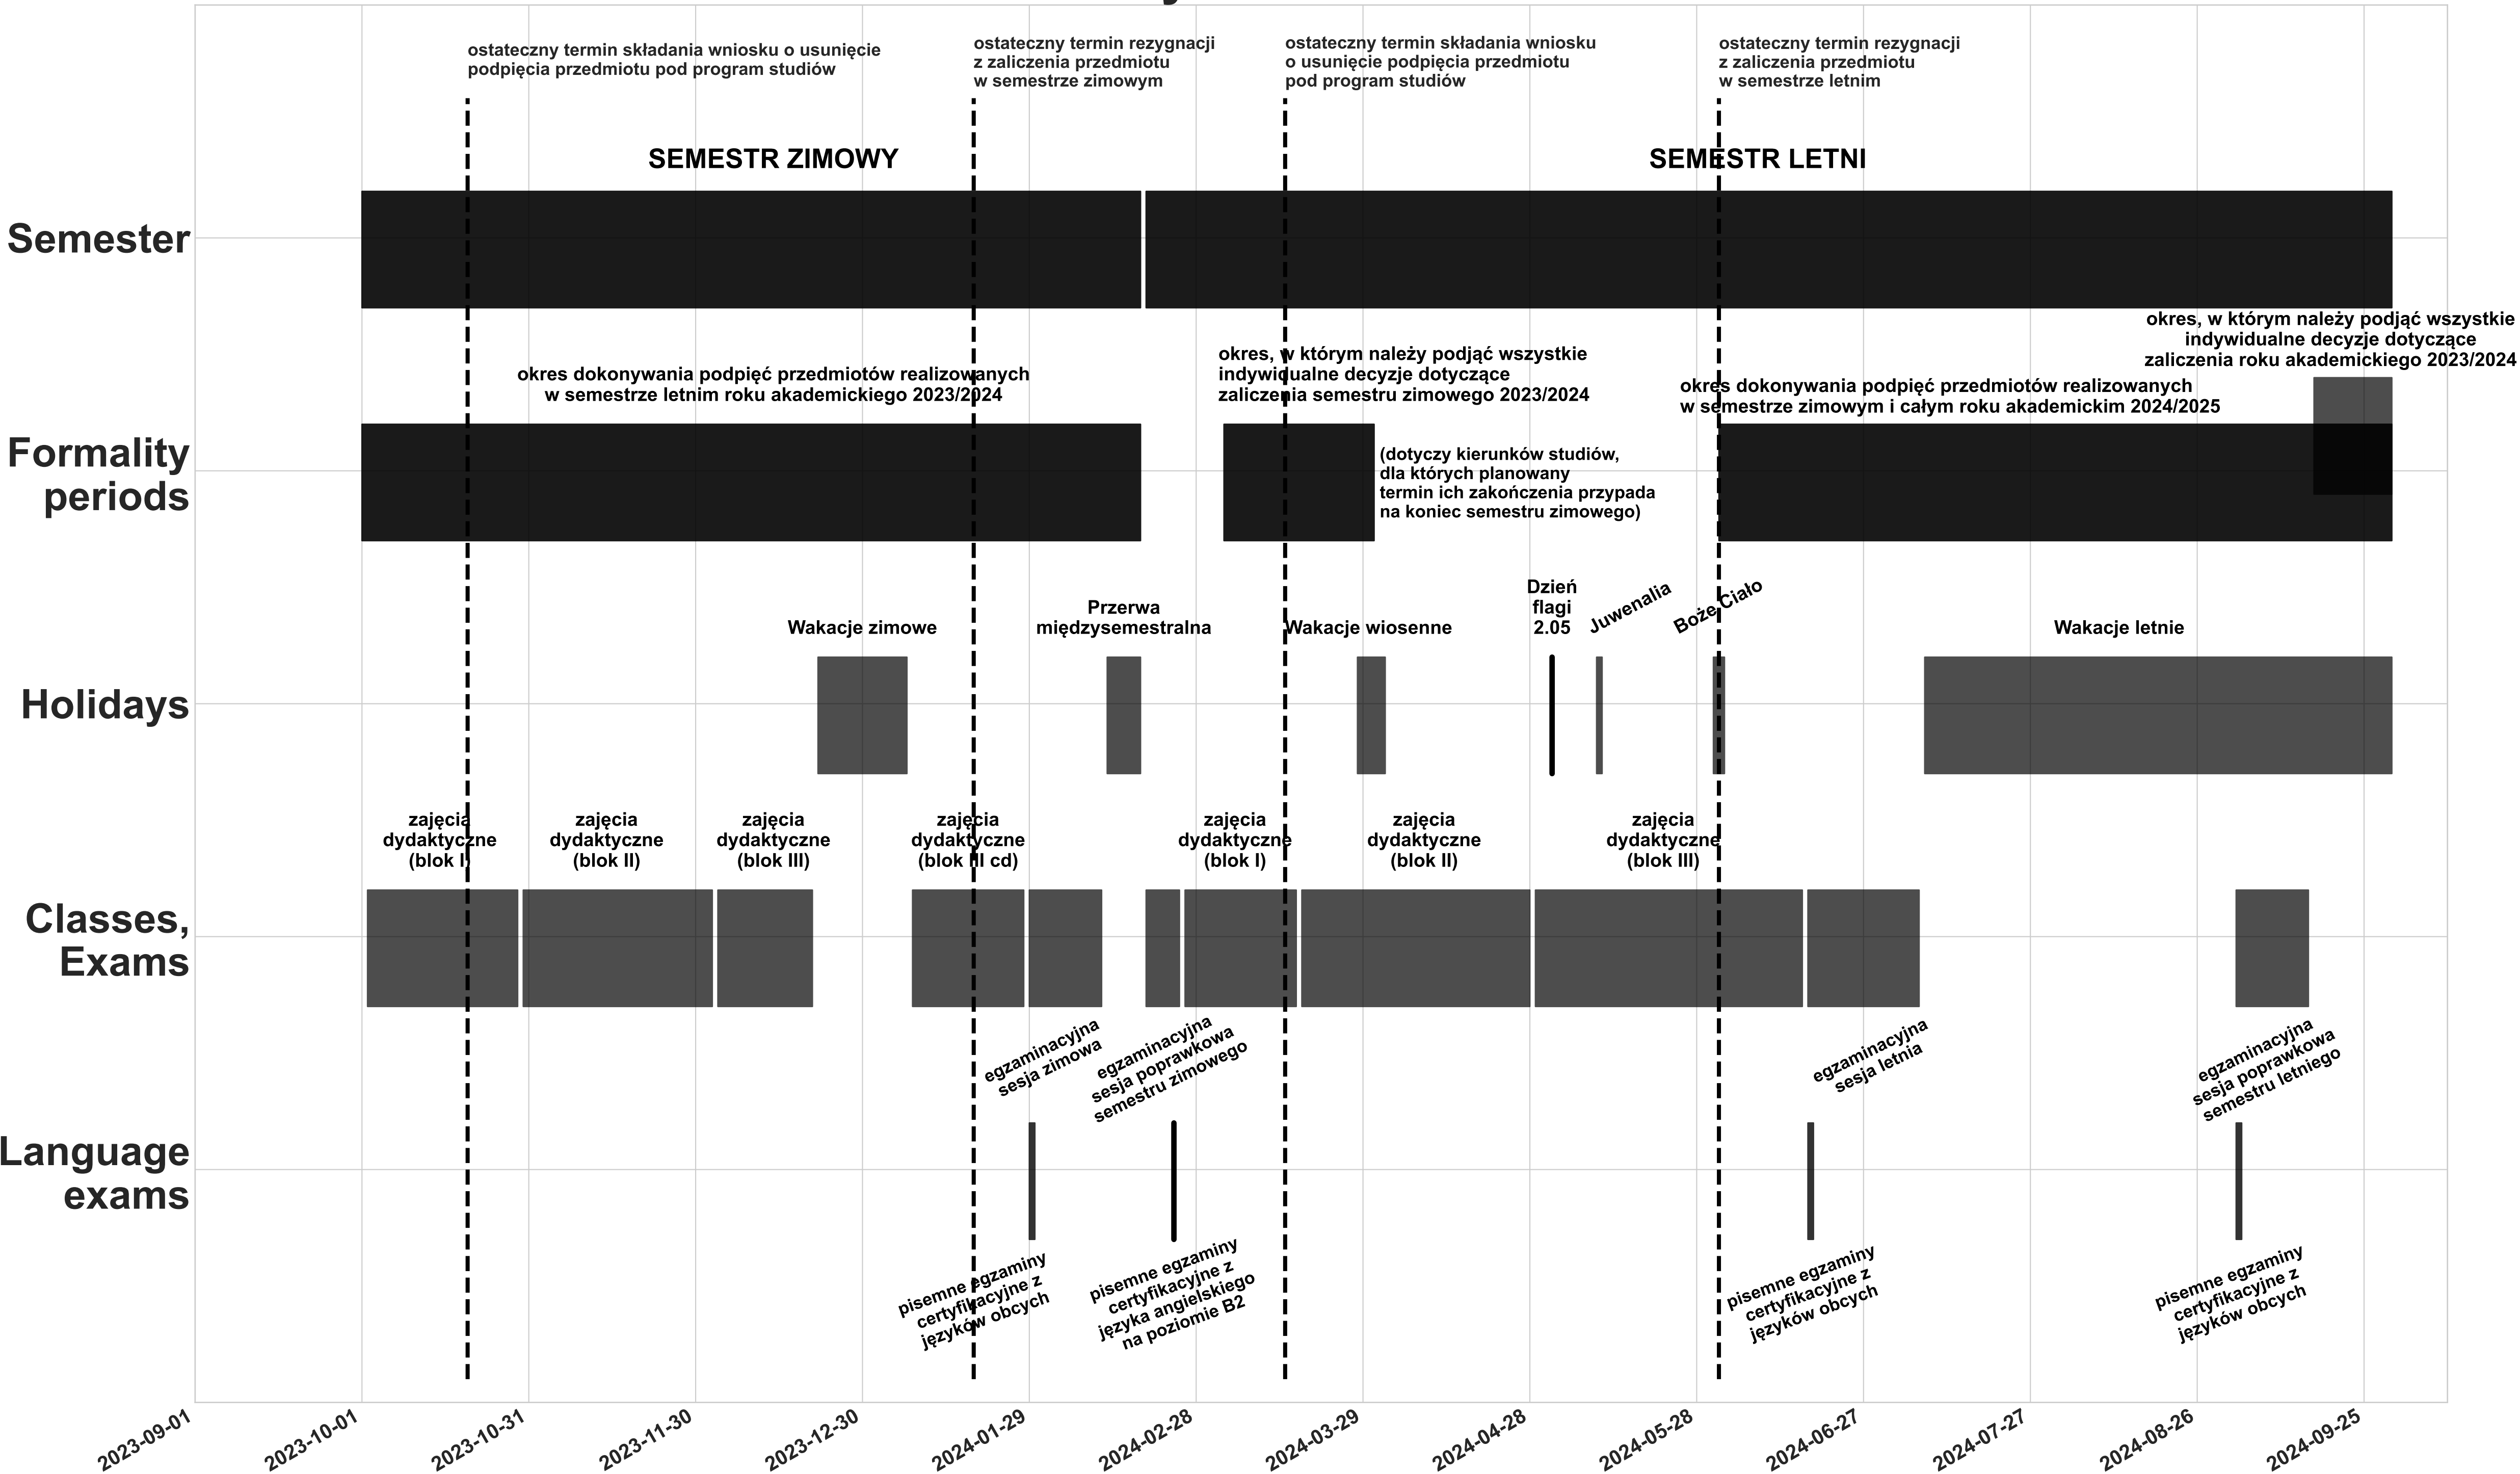 ostateczny termin składania wniosku o usunięcie
podpięcia przedmiotu pod program studiów
ostateczny termin rezygnacji
z zaliczenia przedmiotu
w semestrze zimowym
ostateczny termin składania wniosku
o usunięcie podpięcia przedmiotu
pod program studiów
ostateczny termin rezygnacji
z zaliczenia przedmiotu
w semestrze letnim
SEMESTR ZIMOWY
SEMESTR LETNI
Semester
okres dokonywania podpięć przedmiotów realizowanych
w semestrze letnim roku akademickiego 2023/2024
okres, w którym należy podjąć wszystkie
indywidualne decyzje dotyczące
zaliczenia semestru zimowego 2023/2024
(dotyczy kierunków studiów,
dla których planowany
termin ich zakończenia przypada
na koniec semestru zimowego)
okres dokonywania podpięć przedmiotów realizowanych
w semestrze zimowym i całym roku akademickim 2024/2025
okres, w którym należy podjąć wszystkie
indywidualne decyzje dotyczące
zaliczenia roku akademickiego 2023/2024
Formality
periods
Wakacje zimowe
Przerwa
międzysemestralna
Wakacje wiosenne
Dzień
flagi
2.05
Juwenalia
Boże Ciało
Wakacje letnie
Holidays
zajęcia
dydaktyczne
(blok I)
zajęcia
dydaktyczne
(blok II)
zajęcia
dydaktyczne
(blok III)
zajęcia
dydaktyczne
(blok III cd)
zajęcia
dydaktyczne
(blok I)
zajęcia
dydaktyczne
(blok II)
zajęcia
dydaktyczne
(blok III)
Classes,
Exams
egzaminacyjna
sesja zimowa
egzaminacyjna
sesja poprawkowa
semestru zimowego
egzaminacyjna
sesja letnia
egzaminacyjna
sesja poprawkowa
semestru letniego
Language
exams
pisemne egzaminy
certyfikacyjne z
języków obcych
pisemne egzaminy
certyfikacyjne z
języka angielskiego
na poziomie B2
pisemne egzaminy
certyfikacyjne z
języków obcych
pisemne egzaminy
certyfikacyjne z
języków obcych
2023-09-01
2023-10-01
2023-10-31
2023-11-30
2023-12-30
2024-01-29
2024-02-28
2024-03-29
2024-04-28
2024-05-28
2024-06-27
2024-07-27
2024-08-26
2024-09-25